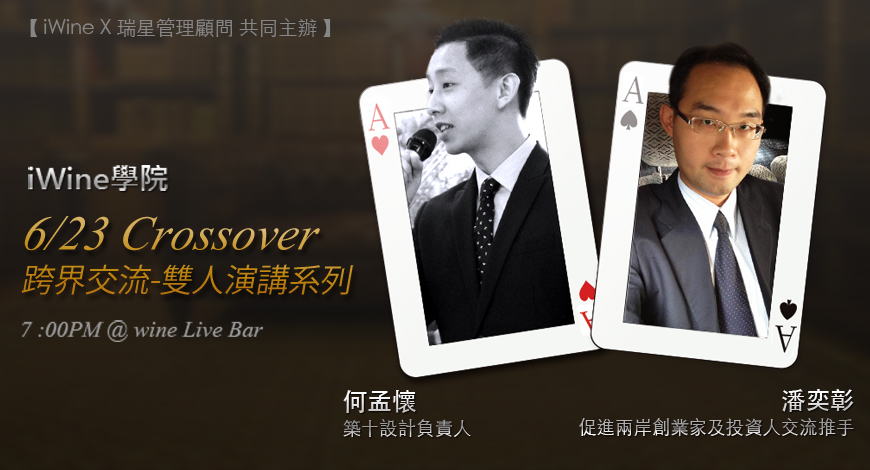 【 iWine X 瑞星管理顧問 共同主辦 】
iWine學院
6/23 Crossover
跨界交流-雙人演講系列
7 :00PM @ wine Live Bar
A
A
A
A
何孟懷
築十設計負責人
潘奕彰
促進兩岸創業家及投資人交流推手